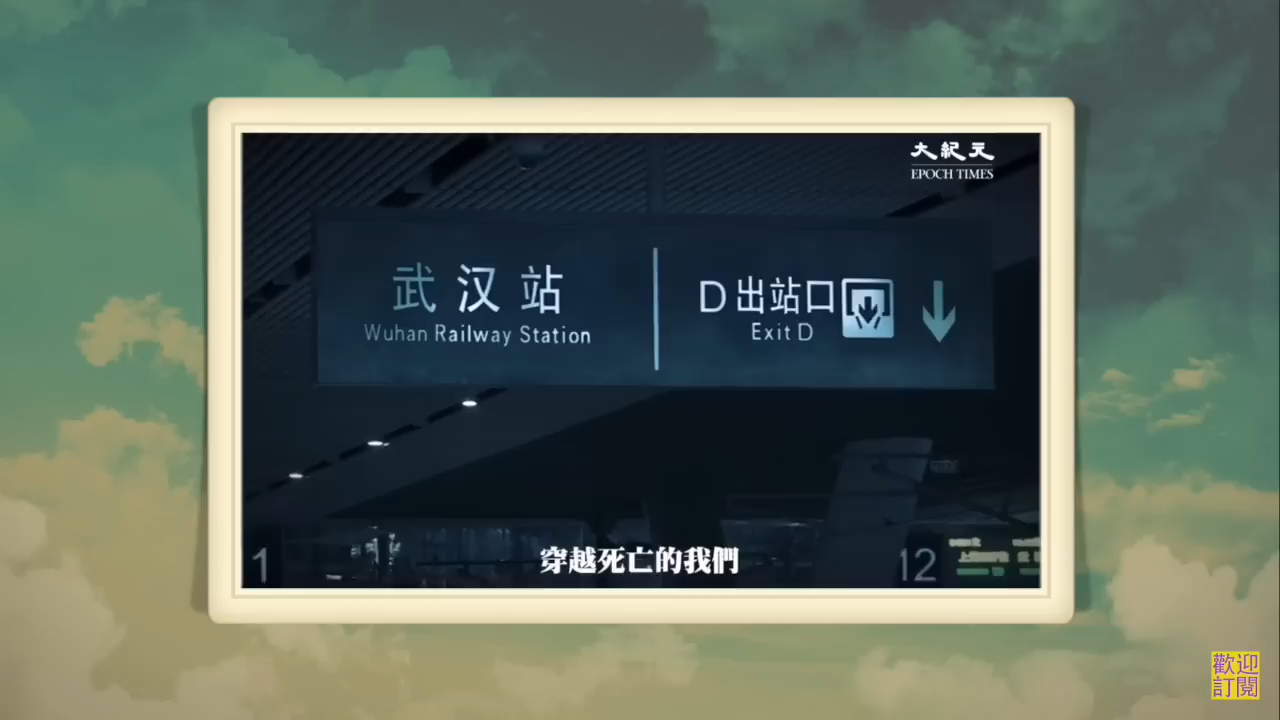 大紀元
EPOCH TIMES
武汉站
Wuhan Railway Station
D出站口
Exit D
穿越死亡的我們
1
12
歡迎
訂閱